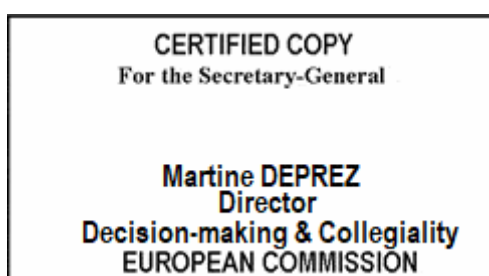 CERTIFIED COPY
For the Secretary-General
Martine DEPREZ
Director
Decision-making & Collegiality
EUROPEAN COMMISSION